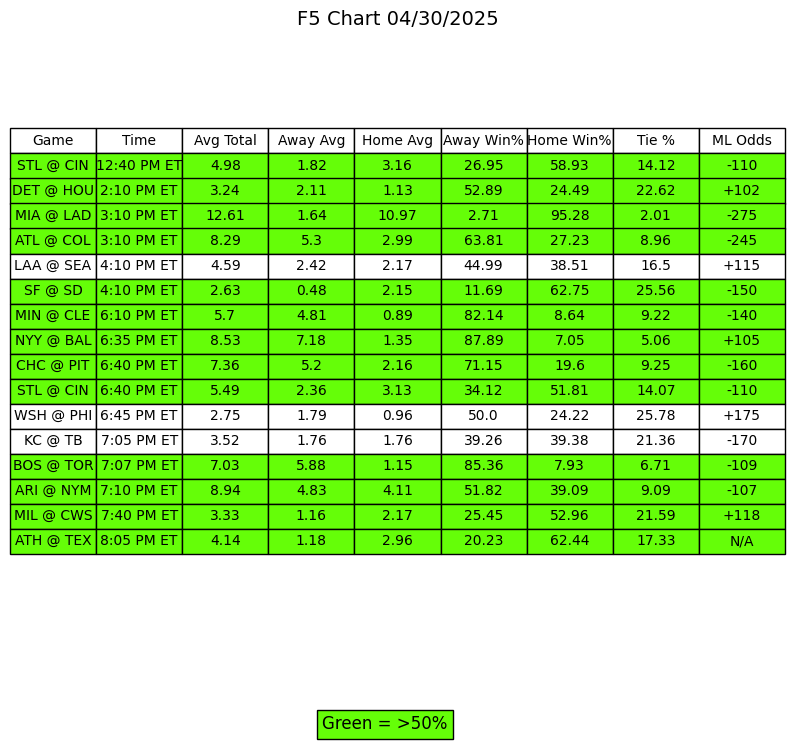 F5 Chart 04/30/2025
Game Time Avg Total Away Avg Home Avg Away Win% Home Win% Tie % ML Odds
STL @ CIN 12:40 PM ET 4.98 1.82 3.16 26.95 58.93 14.12 -110
DET @ HOU 2:10 PM ET 3.24 2.11 1.13 52.89 24.49 22.62 +102
MIA @ LAD 3:10 PM ET 12.61 1.64 10.97 2.71 95.28 2.01 -275
ATL @ COL 3:10 PM ET 8.29 5.3 2.99 63.81 27.23 8.96 -245
LAA @ SEA 4:10 PM ET 4.59 2.42 2.17 44.99 38.51 16.5 +115
SF @ SD 4:10 PM ET 2.63 0.48 2.15 11.69 62.75 25.56 -150
MIN @ CLE 6:10 PM ET 5.7 4.81 0.89 82.14 8.64 9.22 -140
NYY @ BAL 6:35 PM ET 8.53 7.18 1.35 87.89 7.05 5.06 +105
CHC @ PIT 6:40 PM ET 7.36 5.2 2.16 71.15 19.6 9.25 -160
STL @ CIN 6:40 PM ET 5.49 2.36 3.13 34.12 51.81 14.07 -110
WSH @ PHI 6:45 PM ET 2.75 1.79 0.96 50.0 24.22 25.78 +175
KC @ TB 7:05 PM ET 3.52 1.76 1.76 39.26 39.38 21.36 -170
BOS @ TOR 7:07 PM ET 7.03 5.88 1.15 85.36 7.93 6.71 -109
ARI @ NYM 7:10 PM ET 8.94 4.83 4.11 51.82 39.09 9.09 -107
MIL @ CWS 7:40 PM ET 3.33 1.16 2.17 25.45 52.96 21.59 +118
ATH @ TEX 8:05 PM ET 4.14 1.18 2.96 20.23 62.44 17.33 N/A
Green = >50%